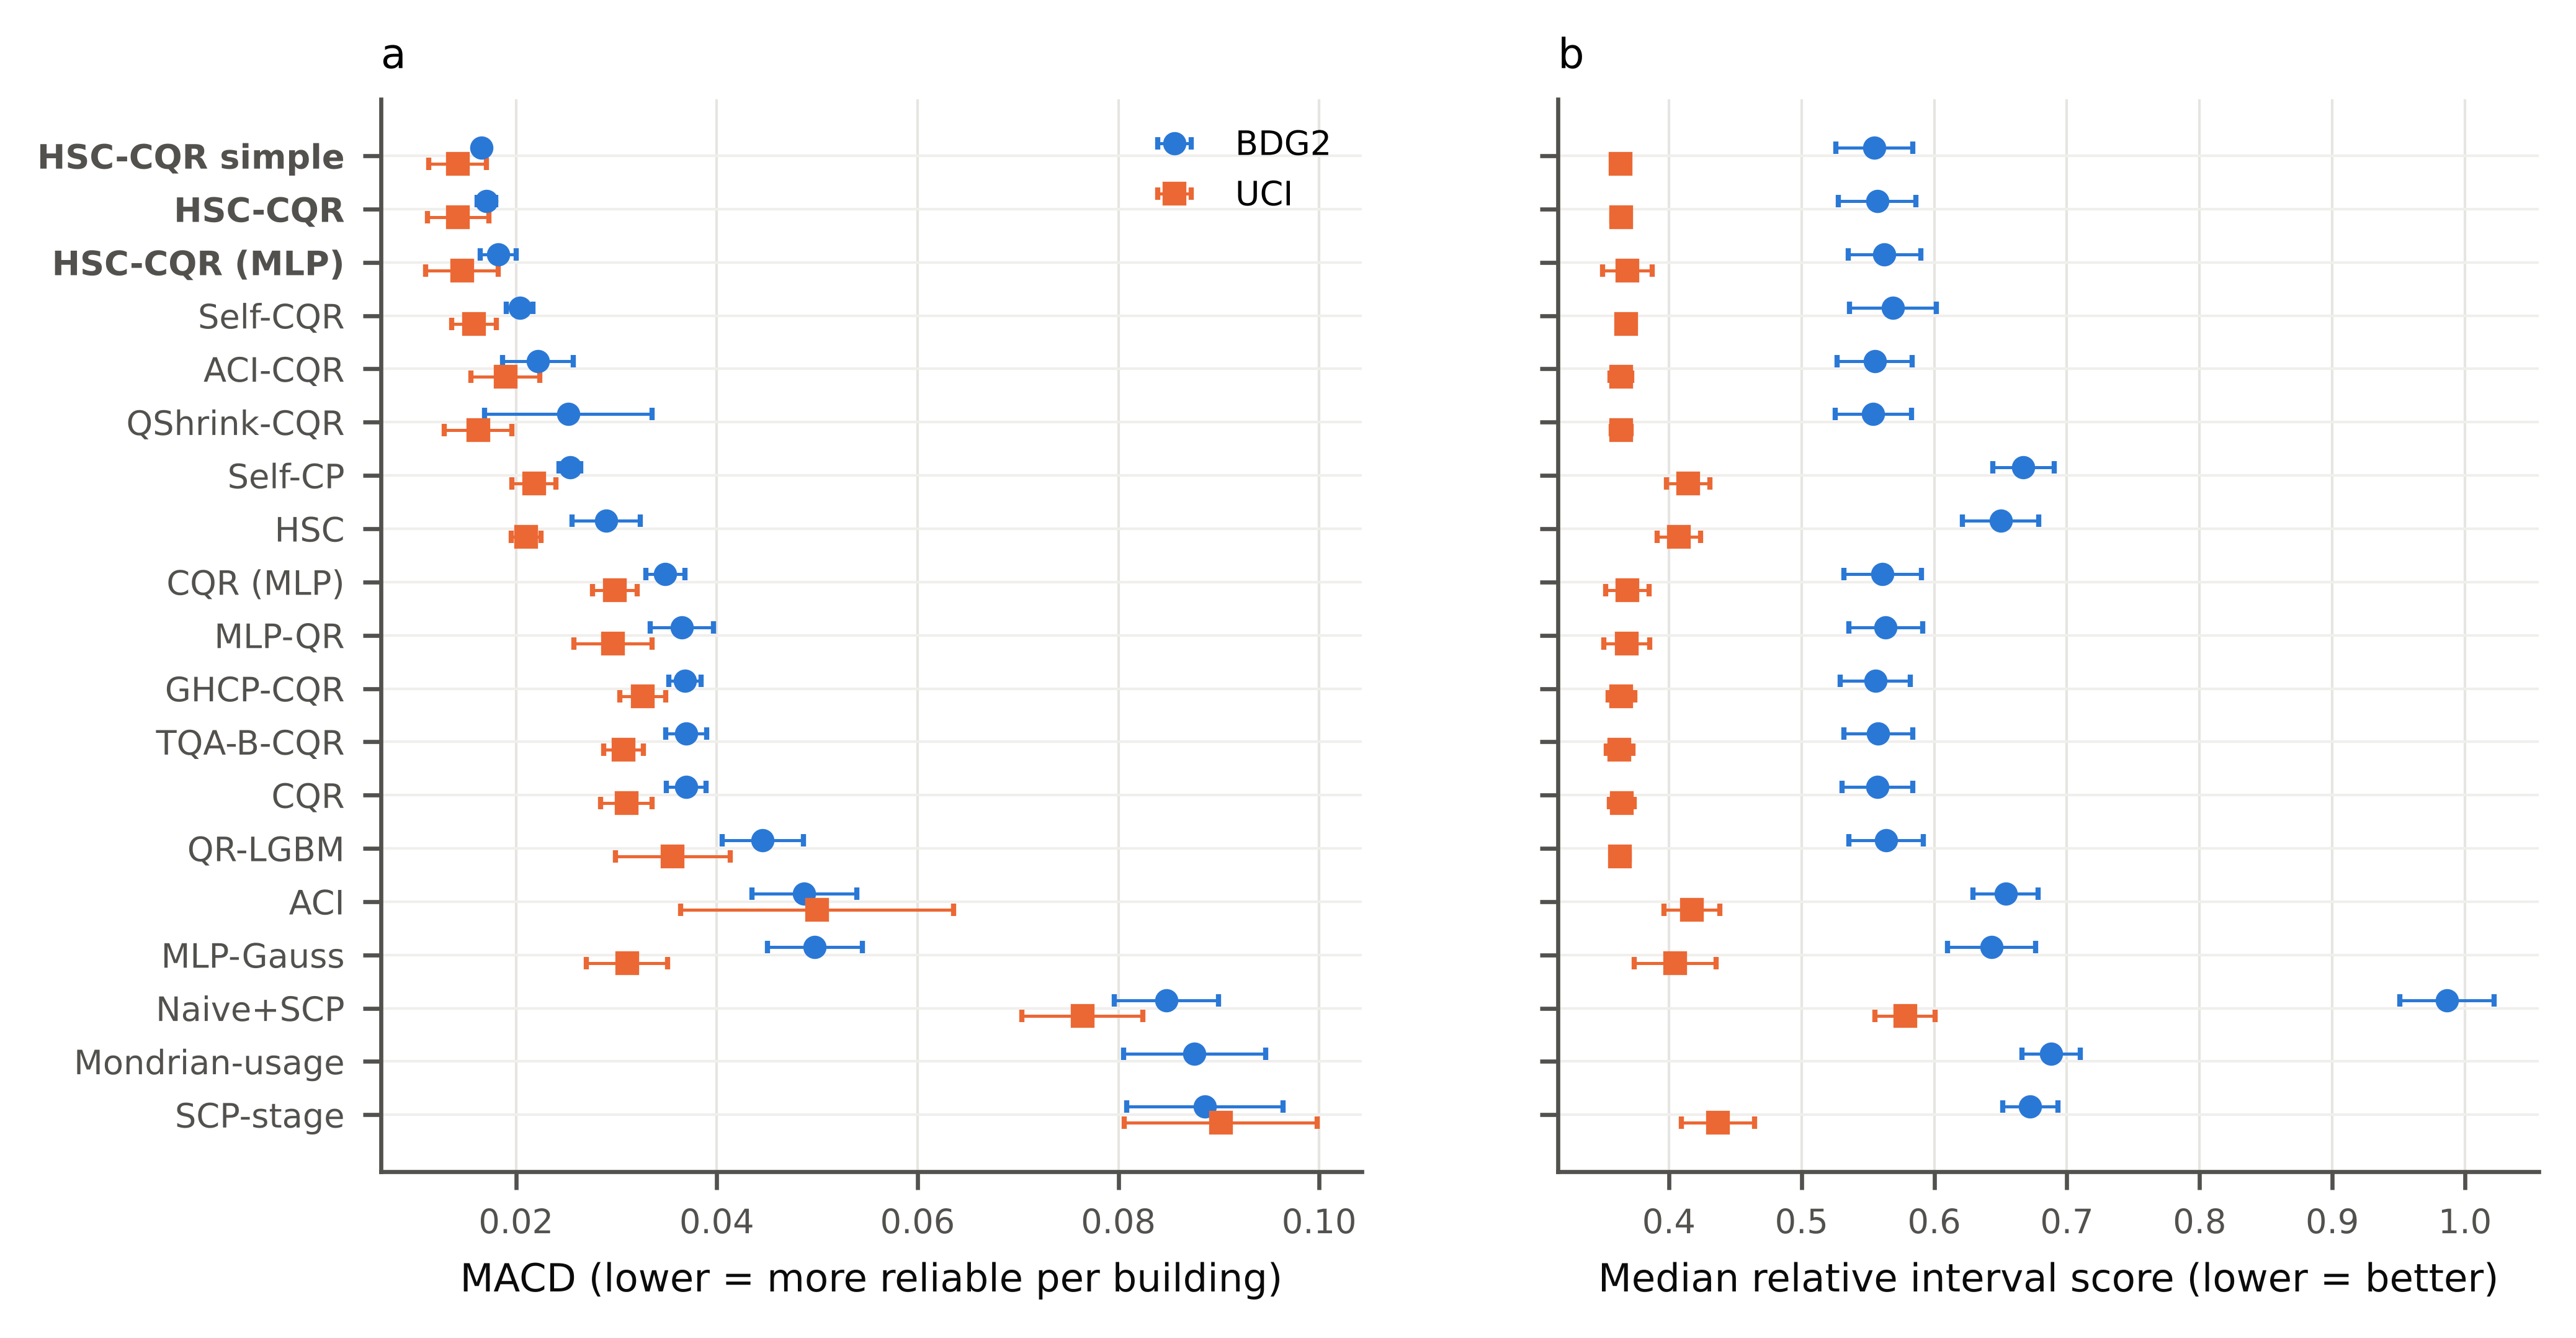 a
b
BDG2
UCI
HSC-CQR simple
HSC-CQR
HSC-CQR (MLP)
Self-CQR
ACI-CQR
QShrink-CQR
Self-CP
HSC
CQR (MLP)
MLP-QR
GHCP-CQR
TQA-B-CQR
CQR
QR-LGBM
ACI
MLP-Gauss
Naive+SCP
Mondrian-usage
SCP-stage
0.02 0.04 0.06 0.08 0.10
MACD (lower = more reliable per building)
0.4 0.5 0.6 0.7 0.8 0.9 1.0
Median relative interval score (lower = better)